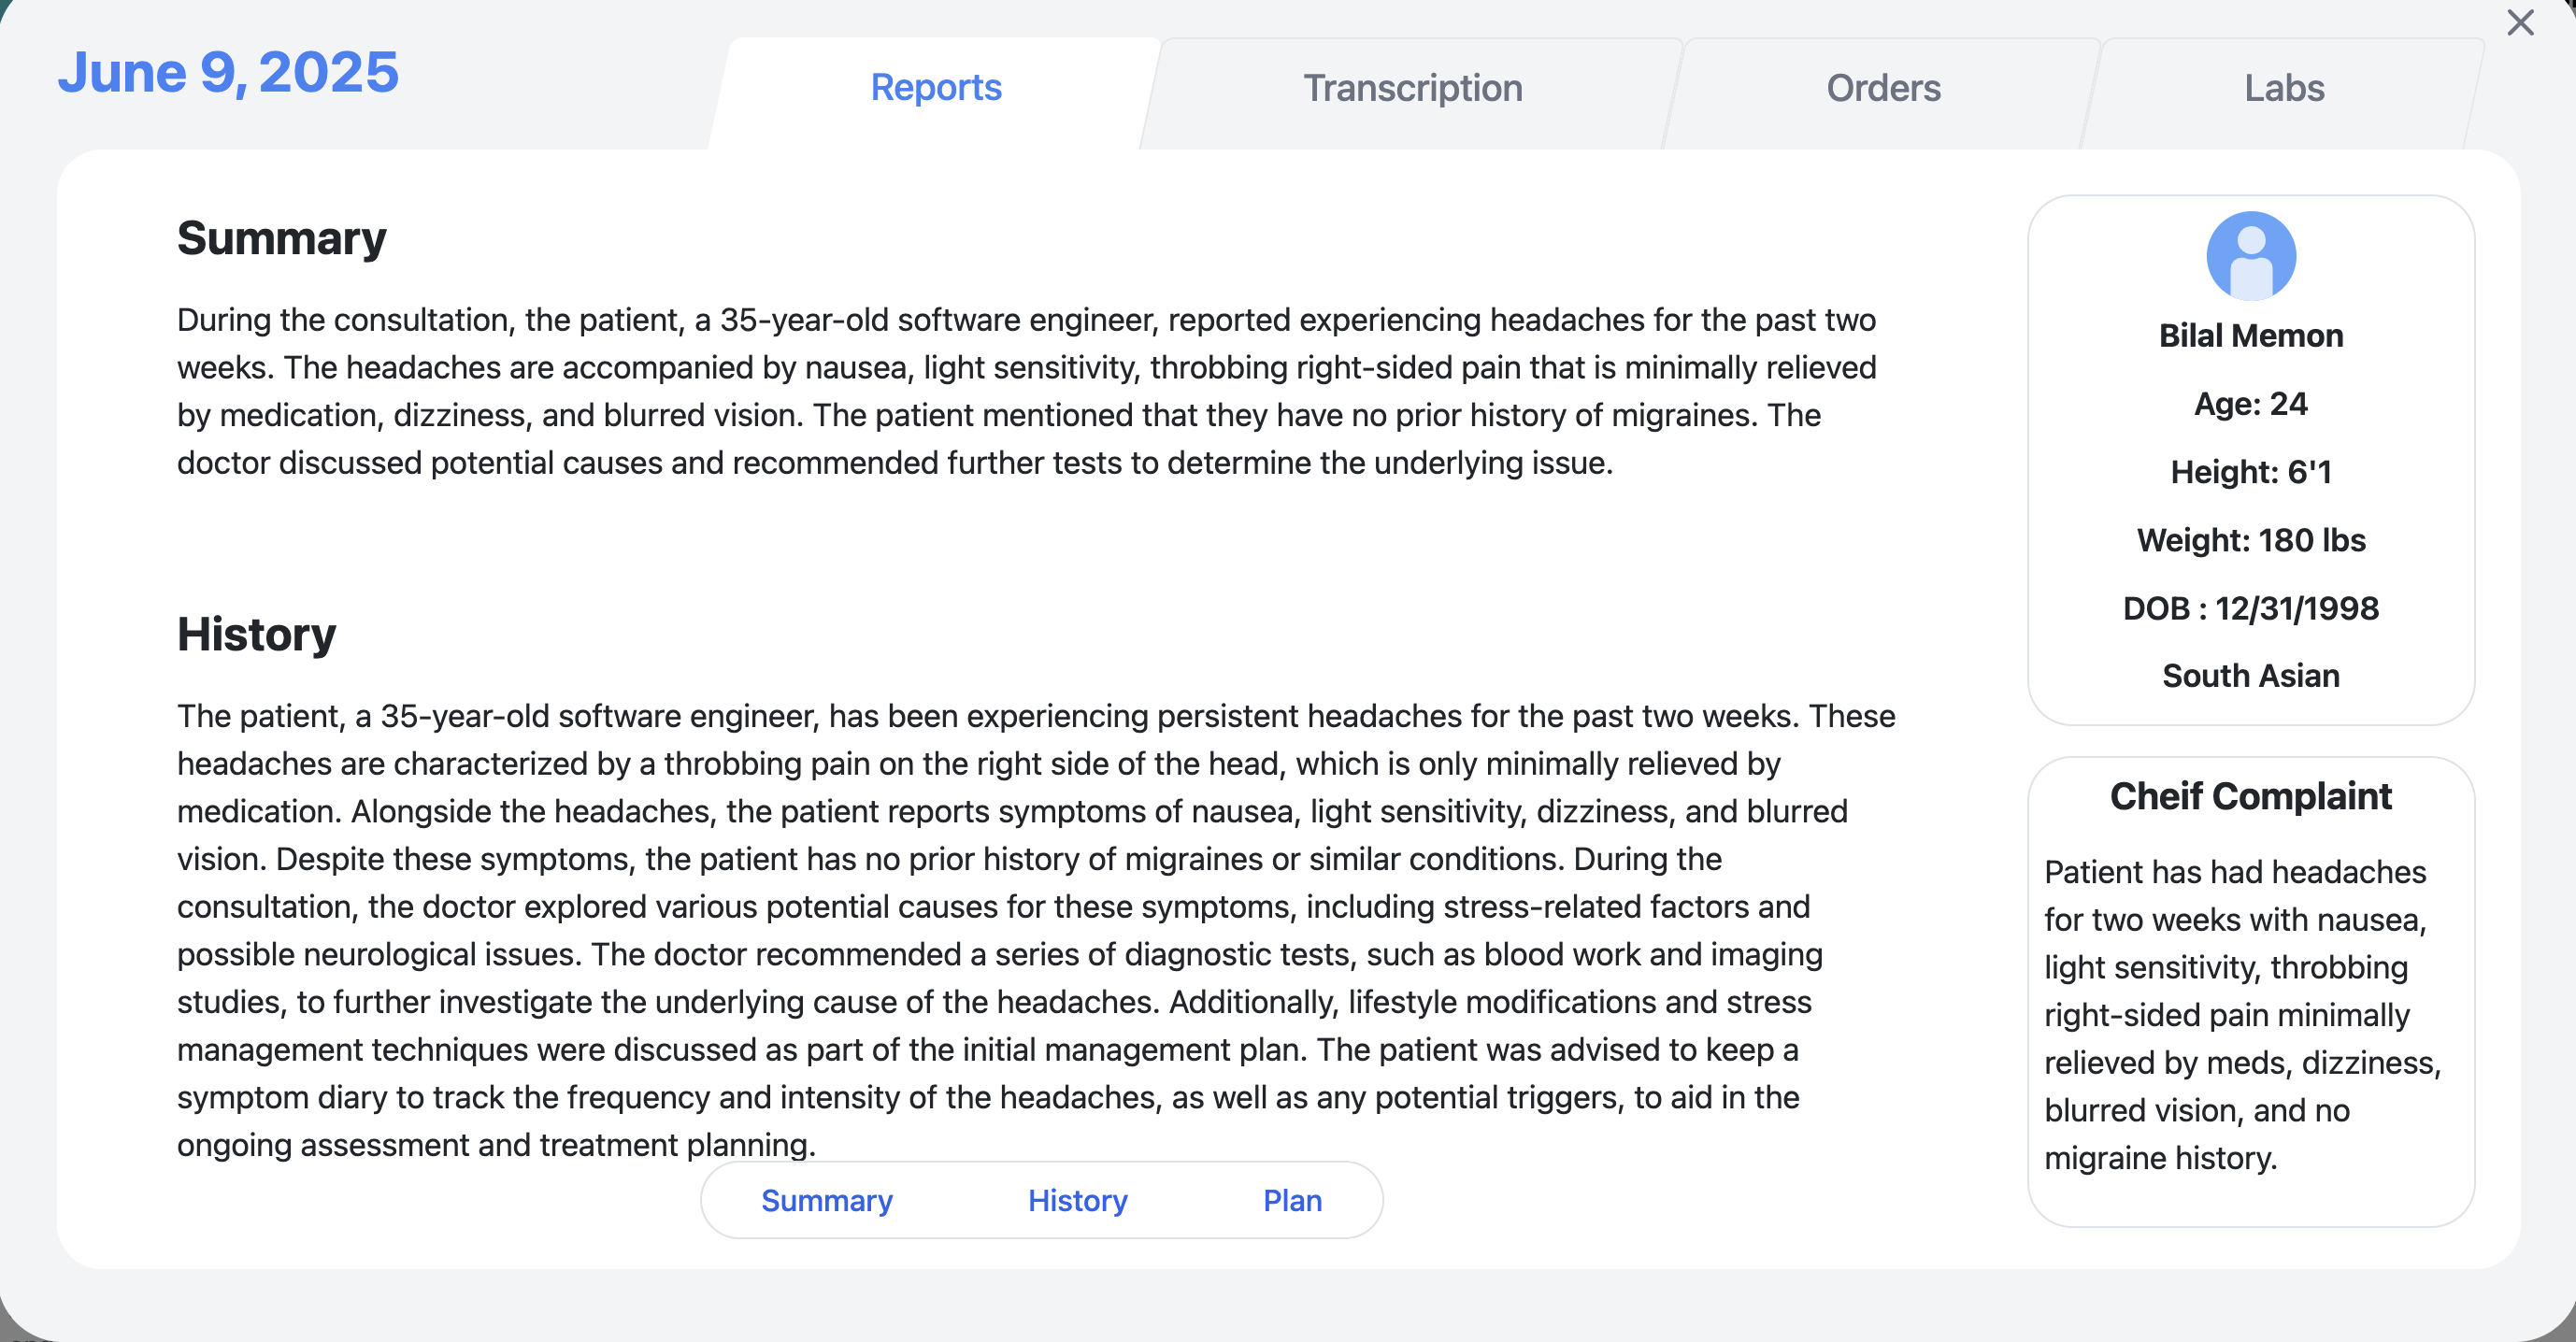 June 9, 2025
Reports
Transcription
Orders
Labs
Summary
During the consultation, the patient, a 35-year-old software engineer, reported experiencing headaches for the past two
weeks. The headaches are accompanied by nausea, light sensitivity, throbbing right-sided pain that is minimally relieved
by medication, dizziness, and blurred vision. The patient mentioned that they have no prior history of migraines. The
doctor discussed potential causes and recommended further tests to determine the underlying issue.
History
The patient, a 35-year-old software engineer, has been experiencing persistent headaches for the past two weeks. These
headaches are characterized by a throbbing pain on the right side of the head, which is only minimally relieved by
medication. Alongside the headaches, the patient reports symptoms of nausea, light sensitivity, dizziness, and blurred
vision. Despite these symptoms, the patient has no prior history of migraines or similar conditions. During the
consultation, the doctor explored various potential causes for these symptoms, including stress-related factors and
possible neurological issues. The doctor recommended a series of diagnostic tests, such as blood work and imaging
studies, to further investigate the underlying cause of the headaches. Additionally, lifestyle modifications and stress
management techniques were discussed as part of the initial management plan. The patient was advised to keep a
symptom diary to track the frequency and intensity of the headaches, as well as any potential triggers, to aid in the
ongoing assessment and treatment planning.
Summary
History
Plan
Bilal Memon
Age: 24
Height: 6'1
Weight: 180 lbs
DOB : 12/31/1998
South Asian
Cheif Complaint
Patient has had headaches
for two weeks with nausea,
light sensitivity, throbbing
right-sided pain minimally
relieved by meds, dizziness,
blurred vision, and no
migraine history.